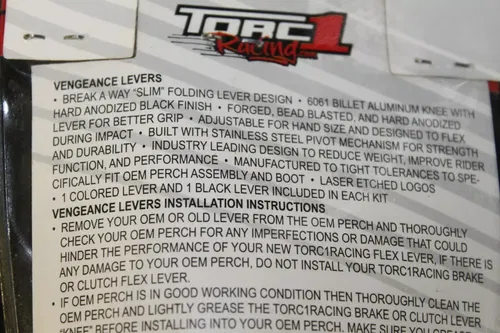 TORC1
Racing
VENGEANCE LEVERS
• BREAK A WAY "SLIM" FOLDING LEVER DESIGN • 6061 BILLET ALUMINUM KNEE WITH
HARD ANODIZED BLACK FINISH • FORGED, BEAD BLASTED, AND HARD ANODIZED
LEVER FOR BETTER GRIP • ADJUSTABLE FOR HAND SIZE AND DESIGNED TO FLEX
DURING IMPACT • BUILT WITH STAINLESS STEEL PIVOT MECHANISM FOR STRENGTH
AND DURABILITY • INDUSTRY LEADING DESIGN TO REDUCE WEIGHT, IMPROVE RIDER
FUNCTION, AND PERFORMANCE • MANUFACTURED TO TIGHT TOLERANCES TO SPE-
CIFICALLY FIT OEM PERCH ASSEMBLY AND BOOT • LASER ETCHED LOGOS
• 1 COLORED LEVER AND 1 BLACK LEVER INCLUDED IN EACH KIT
VENGEANCE LEVERS INSTALLATION INSTRUCTIONS
• REMOVE YOUR OEM OR OLD LEVER FROM THE OEM PERCH AND THOROUGHLY
CHECK YOUR OEM PERCH FOR ANY IMPERFECTIONS OR DAMAGE THAT COULD
HINDER THE PERFORMANCE OF YOUR NEW TORC1RACING FLEX LEVER, IF THERE IS
ANY DAMAGE TO YOUR OEM PERCH, DO NOT INSTALL YOUR TORC1RACING BRAKE
OR CLUTCH FLEX LEVER.
• IF OEM PERCH IS IN GOOD WORKING CONDITION THEN THOROUGHLY CLEAN THE
OEM PERCH AND LIGHTLY GREASE THE TORC1RACING BRAKE OR CLUTCH LEVER
"KNEE" BEFORE INSTALLING INTO YOUR OEM PERCH. MAKE SURE YOU